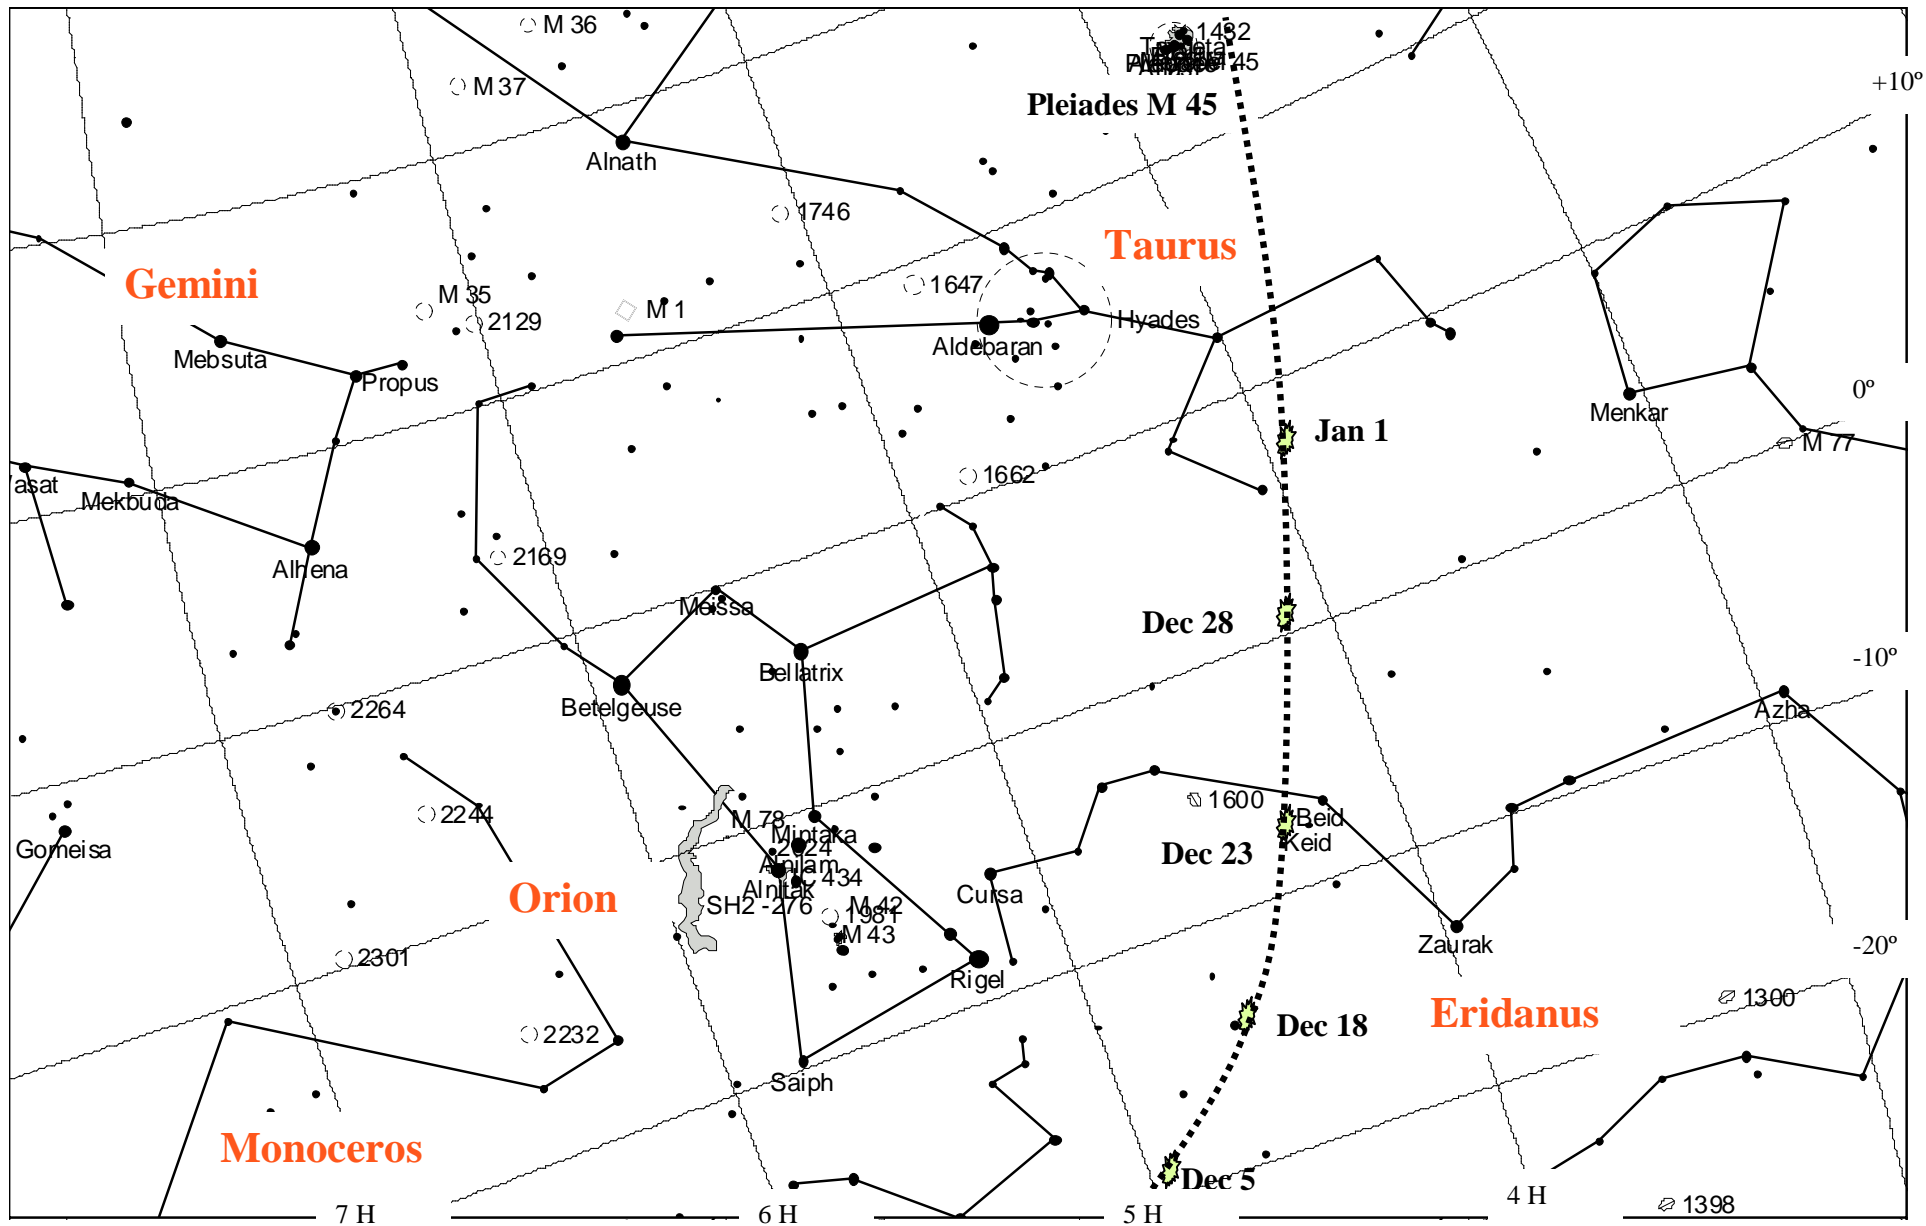 M 36
1432
M 37
M 45
+10º
Pleiades M 45
Alnath
1746
Taurus
Gemini
1647
M 35
M 1
2129
Hyades
Aldebaran
Mebsuta
Propus
0º
Menkar
Jan 1
M 77
1662
asat
Mekbuda
2169
Alhena
Meissa
Dec 28
-10º
Bellatrix
Betelgeuse
2264
Azha
1600
2244
M 78
Beid
Mintaka
Keid
Gomeisa
2024
Dec 23
Alnilam
IC 434
Alnitak
Cursa
Orion
SH2 -276
M 42
1981
M 43
Zaurak
-20º
2301
Rigel
1300
Eridanus
Dec 18
2232
Saiph
Monoceros
Dec 5
4 H
1398
7 H
6 H
5 H